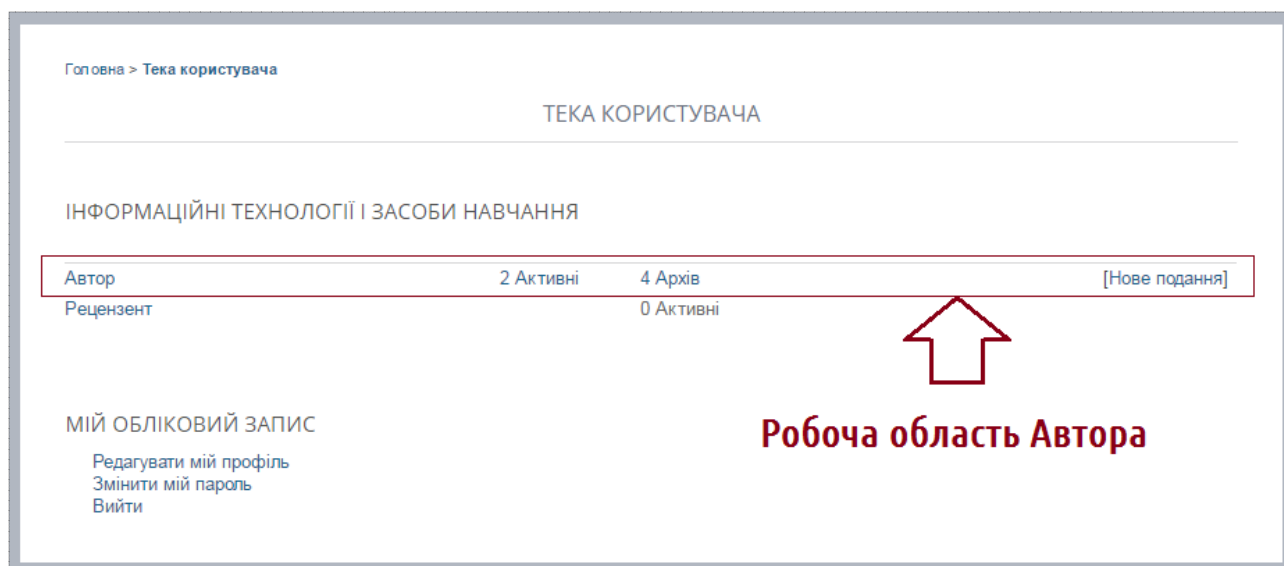 Головна > Тека користувача
ТЕКА КОРИСТУВАЧА
ІНФОРМАЦІЙНІ ТЕХНОЛОГІЇ І ЗАСОБИ НАВЧАННЯ
Автор 2 Активні 4 Архів [Нове подання]
Рецензент 0 Активні
Робоча область Автора
МІЙ ОБЛІКОВИЙ ЗАПИС
Редагувати мій профіль
Змінити мій пароль
Вийти